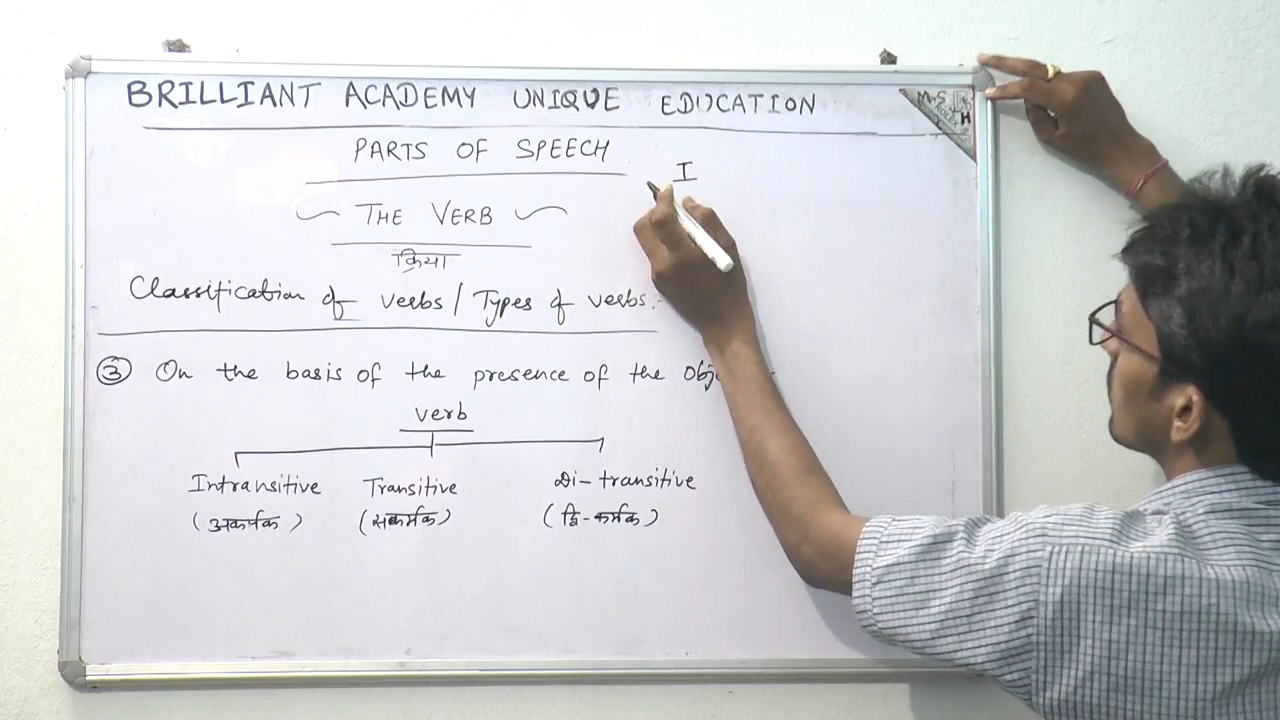 BRILLIANT ACADEMY UNIQUE EDUCATION
PARTS OF SPEECH
I
THE VERB
क्रिया
Classification of verbs / Types of verbs:
③ On the basis of the presence of the Obj
verb
Intransitive Transitive Di-transitive
(अकर्मक) (सकर्मक) (द्वि-कर्मक)